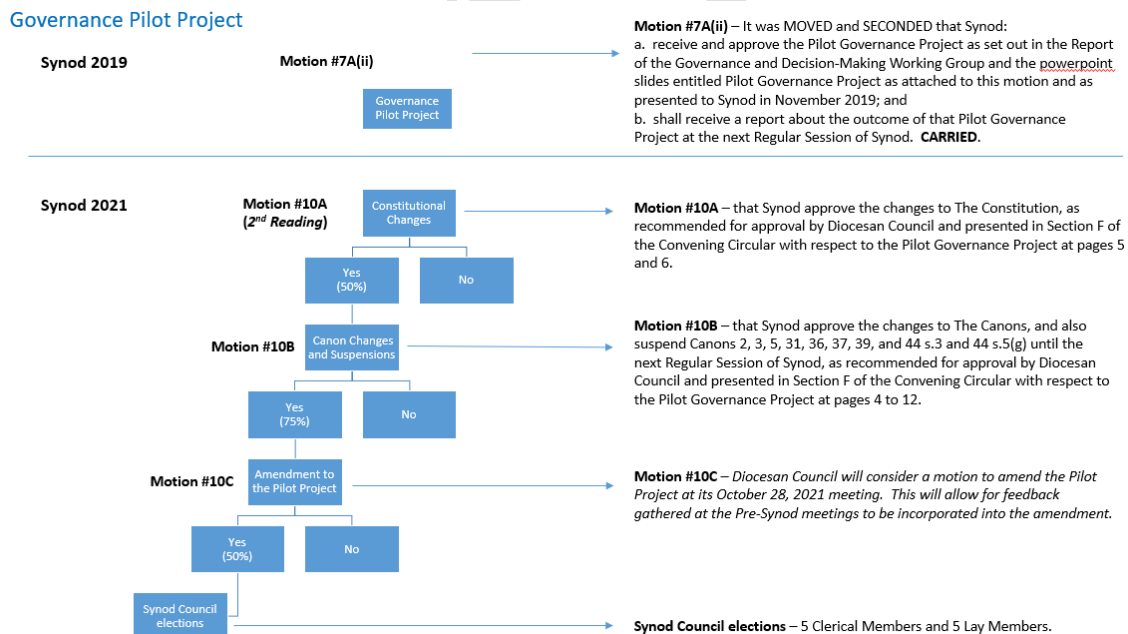 Governance Pilot Project
Synod 2019
Motion #7A(ii)
Governance
Pilot Project
Motion #7A(ii) – It was MOVED and SECONDED that Synod:
a. receive and approve the Pilot Governance Project as set out in the Report
of the Governance and Decision-Making Working Group and the powerpoint
slides entitled Pilot Governance Project as attached to this motion and as
presented to Synod in November 2019; and
b. shall receive a report about the outcome of that Pilot Governance
Project at the next Regular Session of Synod. CARRIED.
Synod 2021
Motion #10A
(2nd Reading)
Constitutional
Changes
Motion #10A – that Synod approve the changes to The Constitution, as
recommended for approval by Diocesan Council and presented in Section F of
the Convening Circular with respect to the Pilot Governance Project at pages 5
and 6.
Yes
(50%)
No
Motion #10B
Canon Changes
and Suspensions
Motion #10B – that Synod approve the changes to The Canons, and also
suspend Canons 2, 3, 5, 31, 36, 37, 39, and 44 s.3 and 44 s.5(g) until the
next Regular Session of Synod, as recommended for approval by Diocesan
Council and presented in Section F of the Convening Circular with respect to
the Pilot Governance Project at pages 4 to 12.
Yes
(75%)
No
Motion #10C
Amendment to
the Pilot Project
Motion #10C – Diocesan Council will consider a motion to amend the Pilot
Project at its October 28, 2021 meeting. This will allow for feedback
gathered at the Pre-Synod meetings to be incorporated into the amendment.
Yes
(50%)
No
Synod Council
elections
Synod Council elections – 5 Clerical Members and 5 Lay Members.